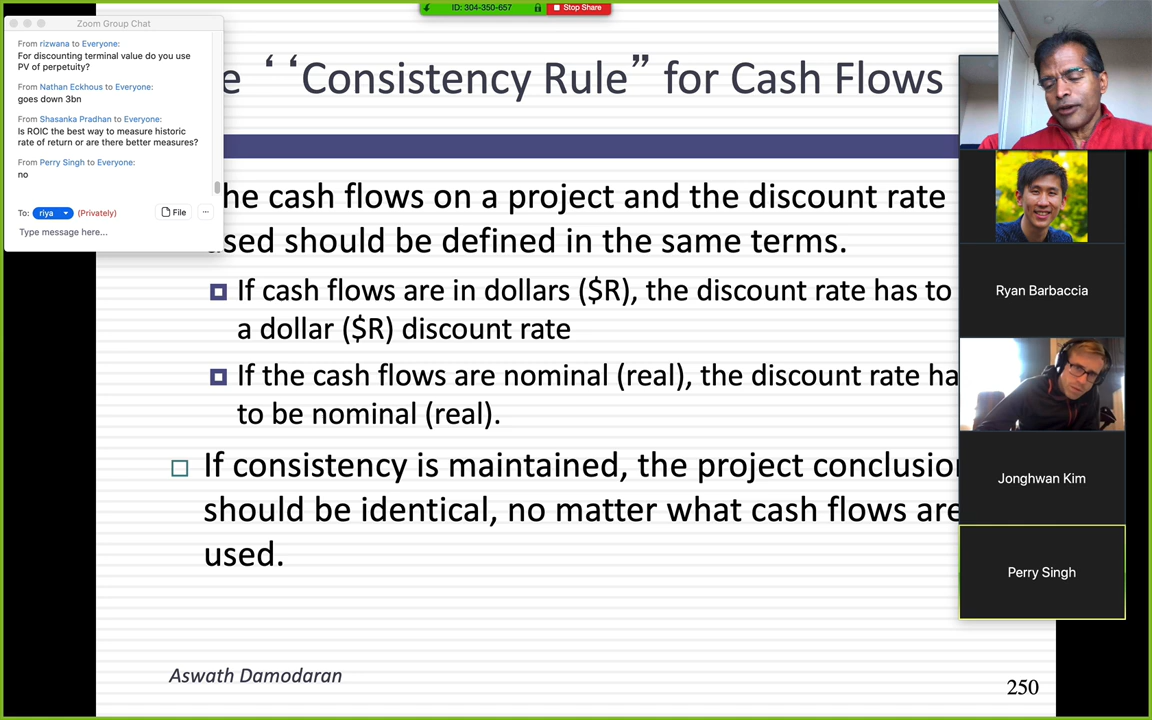 ID: 304-350-657
Stop Share
Zoom Group Chat
From rizwana to Everyone:
For discounting terminal value do you use
PV of perpetuity?
From Nathan Eckhous to Everyone:
goes down 3bn
From Shasanka Pradhan to Everyone:
Is ROIC the best way to measure historic
rate of return or are there better measures?
From Perry Singh to Everyone:
no
To: riya (Privately)
File
...
Type message here...
e ‘ ‘Consistency Rule” for Cash Flows
he cash flows on a project and the discount rate
sed should be defined in the same terms.
If cash flows are in dollars ($R), the discount rate has to
a dollar ($R) discount rate
If the cash flows are nominal (real), the discount rate ha
to be nominal (real).
If consistency is maintained, the project conclusion
should be identical, no matter what cash flows are
used.
Aswath Damodaran
250
Ryan Barbaccia
Jonghwan Kim
Perry Singh